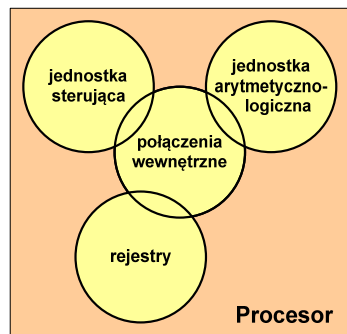 jednostka
sterująca
jednostka
arytmetyczno-
logiczna
połączenia
wewnętrzne
rejestry
Procesor